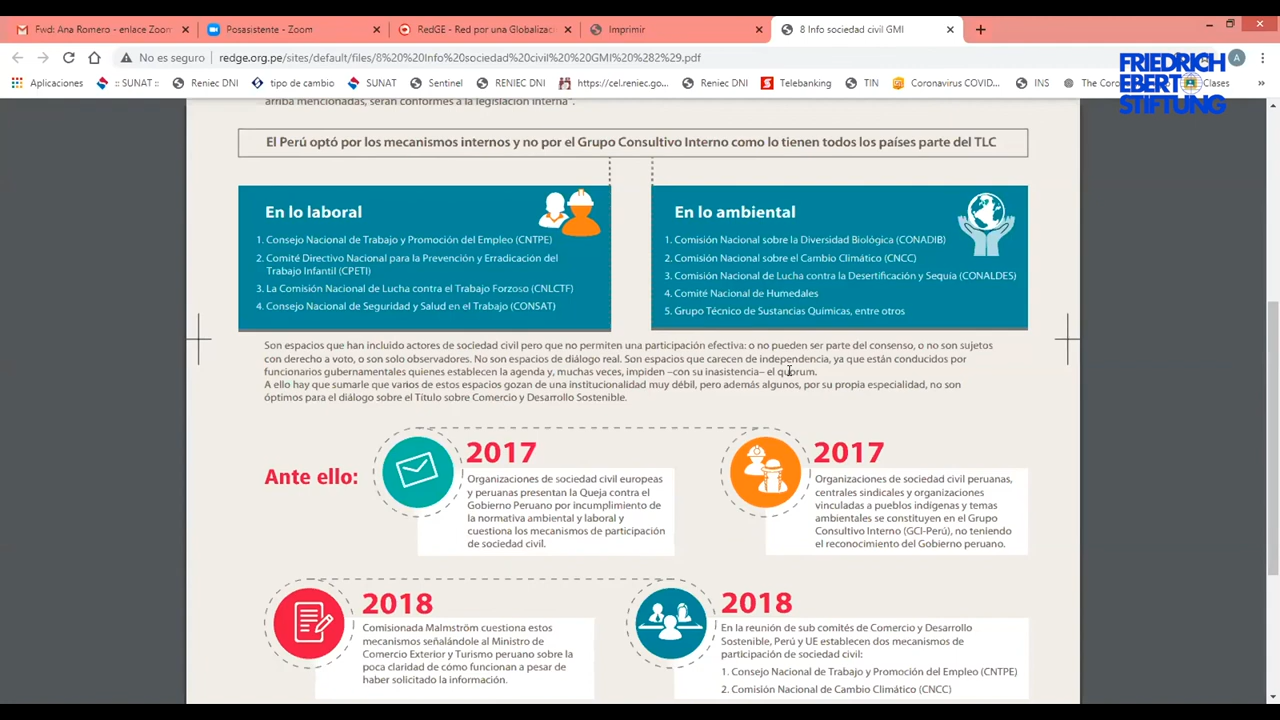 Fwd: Ana Romero - enlace Zoom
Posasistente - Zoom
RedGE - Red por una Globalizac
Imprimir
8 Info sociedad civil GMI
No es seguro
redge.org.pe/sites/default/files/8%20%20Info%20sociedad%20civil%20%20GMI%20%282%29.pdf
A
Aplicaciones
:: SUNAT ::
Reniec DNI
tipo de cambio
SUNAT
Sentinel
RENIEC DNI
https://cel.reniec.go...
Reniec DNI
Telebanking
TIN
Coronavirus COVID...
INS
The Coro
Clases
»
FRIEDRICH
EBERT
STIFTUNG
arriba mencionadas, serán conformes a la legislación interna".
El Perú optó por los mecanismos internos y no por el Grupo Consultivo Interno como lo tienen todos los países parte del TLC
En lo laboral
1. Consejo Nacional de Trabajo y Promoción del Empleo (CNTPE)
2. Comité Directivo Nacional para la Prevención y Erradicación del
Trabajo Infantil (CPETI)
3. La Comisión Nacional de Lucha contra el Trabajo Forzoso (CNLCTF)
4. Consejo Nacional de Seguridad y Salud en el Trabajo (CONSAT)
En lo ambiental
1. Comisión Nacional sobre la Diversidad Biológica (CONADIB)
2. Comisión Nacional sobre el Cambio Climático (CNCC)
3. Comisión Nacional de Lucha contra la Desertificación y Sequía (CONALDES)
4. Comité Nacional de Humedales
5. Grupo Técnico de Sustancias Químicas, entre otros
Son espacios que han incluido actores de sociedad civil pero que no permiten una participación efectiva: o no pueden ser parte del consenso, o no son sujetos
con derecho a voto, o son solo observadores. No son espacios de diálogo real. Son espacios que carecen de independencia, ya que están conducidos por
funcionarios gubernamentales quienes establecen la agenda y, muchas veces, impiden –con su inasistencia– el quorum.
A ello hay que sumarle que varios de estos espacios gozan de una institucionalidad muy débil, pero además algunos, por su propia especialidad, no son
óptimos para el diálogo sobre el Título sobre Comercio y Desarrollo Sostenible.
Ante ello:
2017
Organizaciones de sociedad civil europeas
y peruanas presentan la Queja contra el
Gobierno Peruano por incumplimiento de
la normativa ambiental y laboral y
cuestiona los mecanismos de participación
de sociedad civil.
2017
Organizaciones de sociedad civil peruanas,
centrales sindicales y organizaciones
vinculadas a pueblos indígenas y temas
ambientales se constituyen en el Grupo
Consultivo Interno (GCI-Perú), no teniendo
el reconocimiento del Gobierno peruano.
2018
Comisionada Malmström cuestiona estos
mecanismos señalándole al Ministro de
Comercio Exterior y Turismo peruano sobre la
poca claridad de cómo funcionan a pesar de
haber solicitado la información.
2018
En la reunión de sub comités de Comercio y Desarrollo
Sostenible, Perú y UE establecen dos mecanismos de
participación de sociedad civil:
1. Consejo Nacional de Trabajo y Promoción del Empleo (CNTPE)
2. Comisión Nacional de Cambio Climático (CNCC)